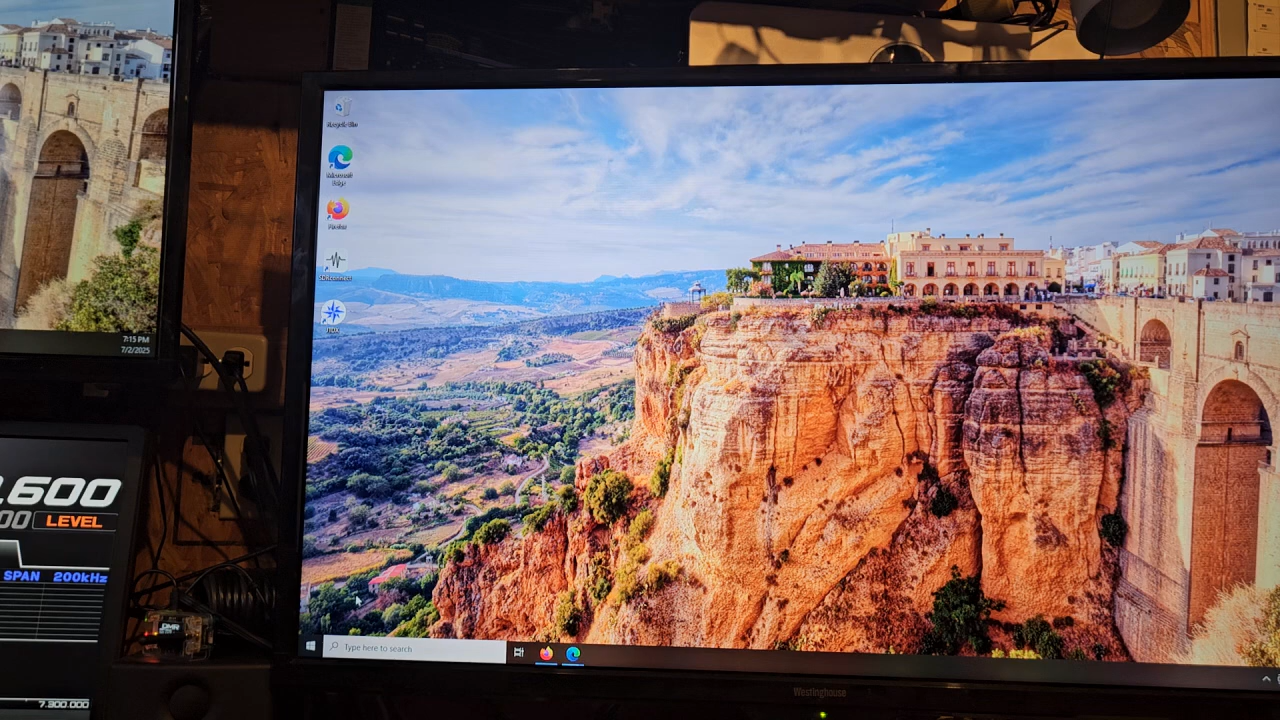 Recycle Bin
Microsoft
Edge
Firefox
7:15 PM
7/2/2025
.600
00 LEVEL
SPAN 200kHz
DMR
7.300.000
Type here to search
Westinghouse